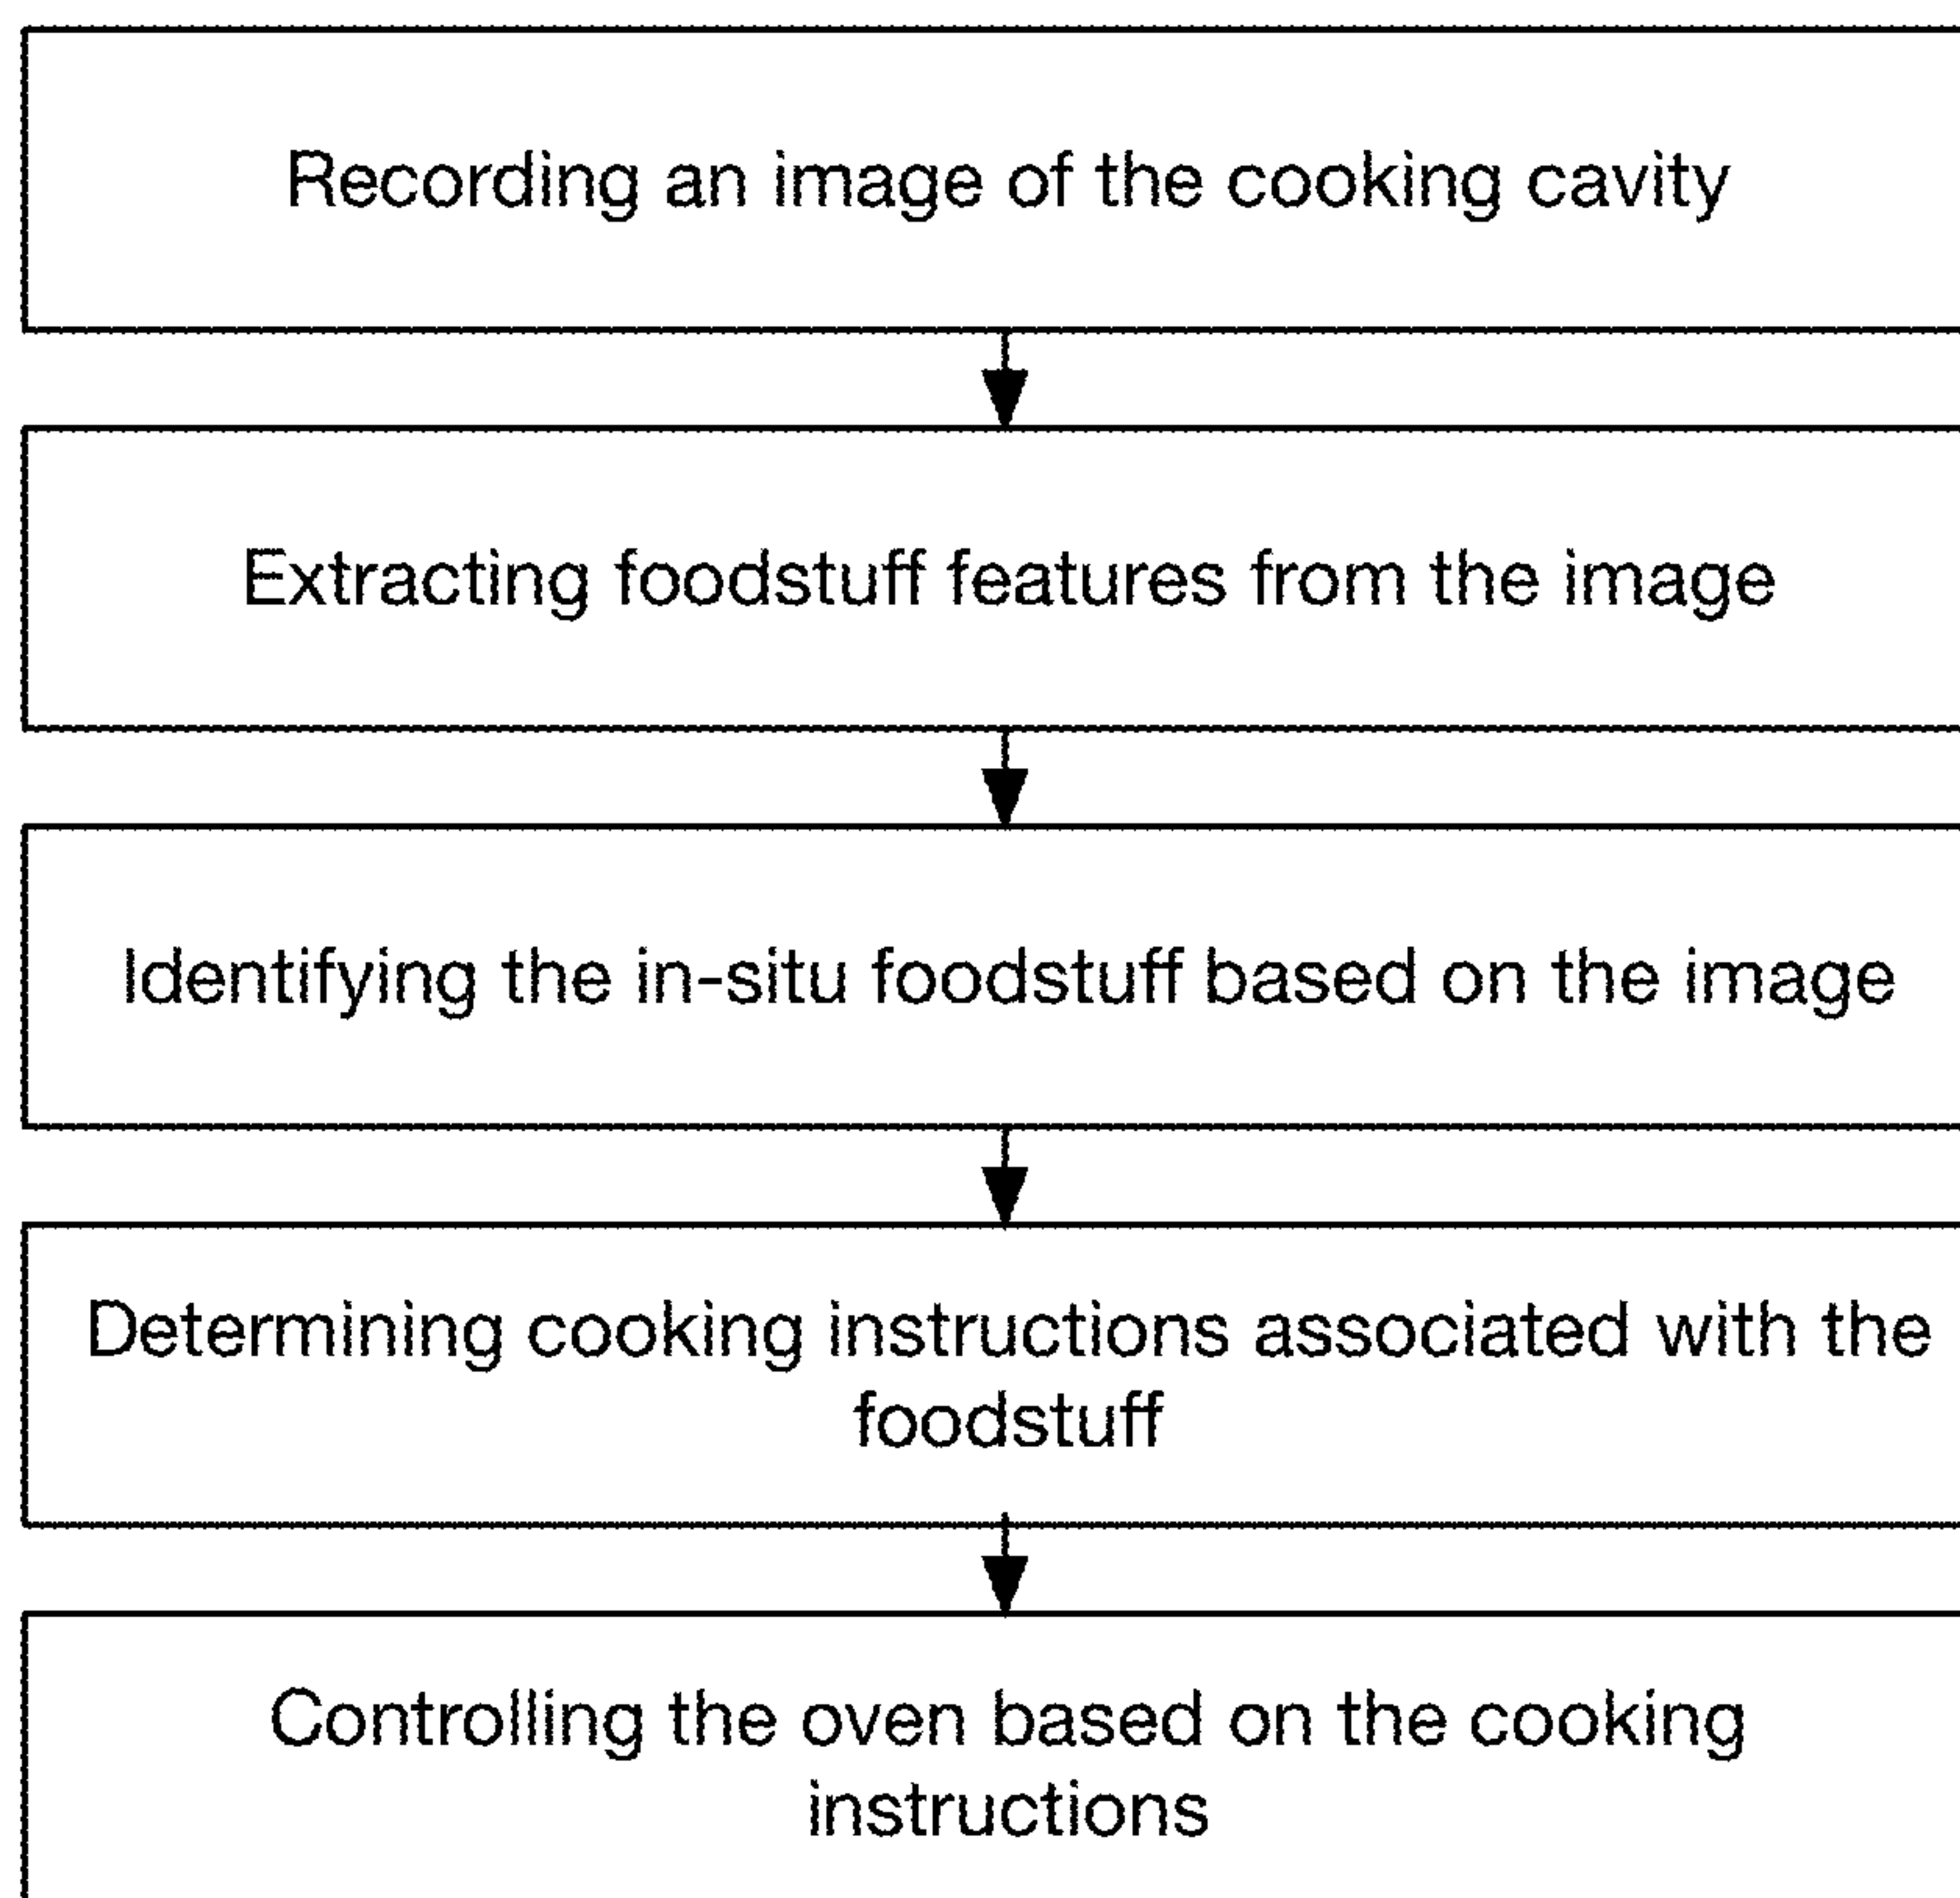 Recording an image of the cooking cavity
Extracting foodstuff features from the image
Identifying the in-situ foodstuff based on the image
Determining cooking instructions associated with the
foodstuff
Controlling the oven based on the cooking
instructions